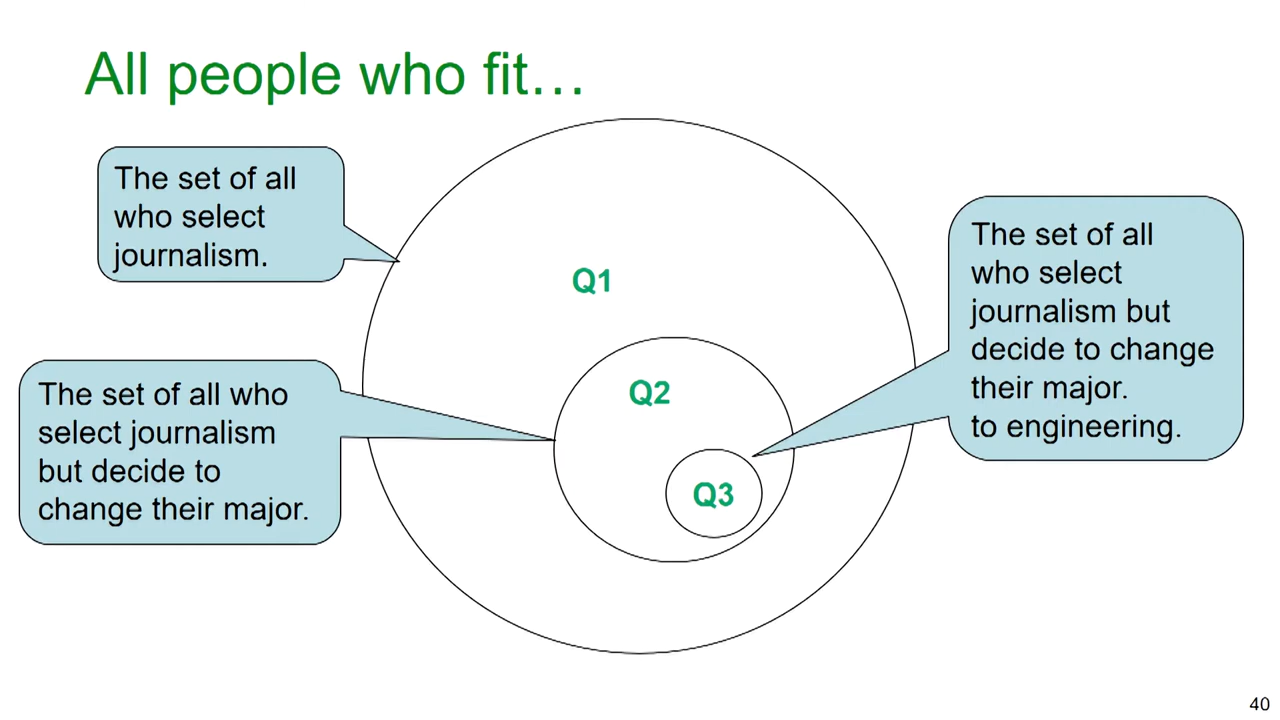 All people who fit…
The set of all
who select
journalism.
Q1
The set of all
who select
journalism but
decide to change
their major.
to engineering.
The set of all who
select journalism
but decide to
change their major.
Q2
Q3
40